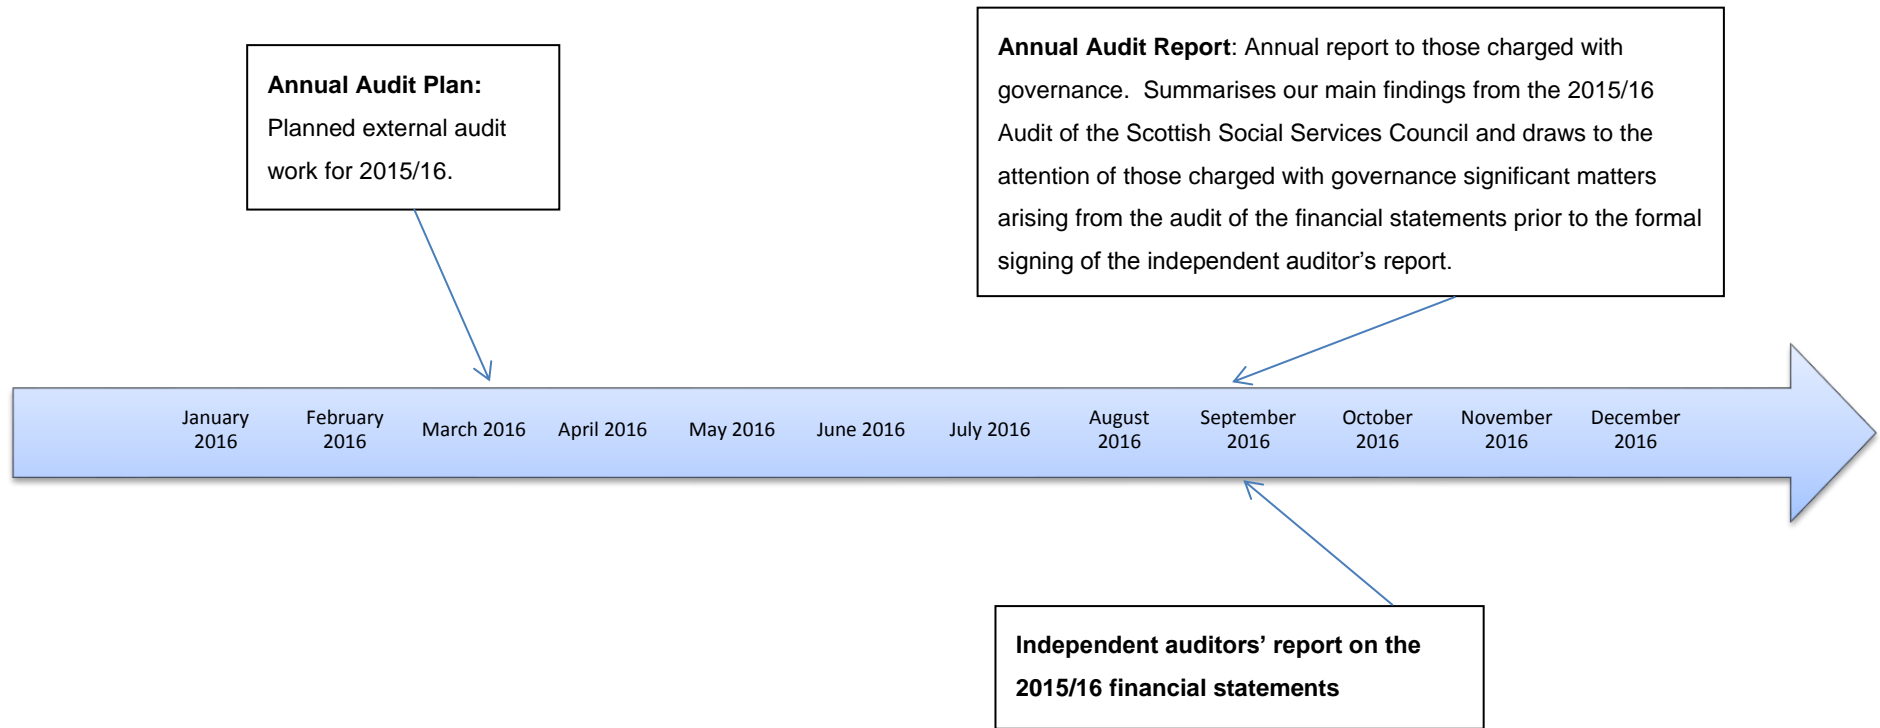 Annual Audit Plan:
Planned external audit
work for 2015/16.
Annual Audit Report: Annual report to those charged with
governance.  Summarises our main findings from the 2015/16
Audit of the Scottish Social Services Council and draws to the
attention of those charged with governance significant matters
arising from the audit of the financial statements prior to the formal
signing of the independent auditor’s report.
January
2016
February
2016
March 2016
April 2016
May 2016
June 2016
July 2016
August
2016
September
2016
October
2016
November
2016
December
2016
Independent auditors’ report on the
2015/16 financial statements